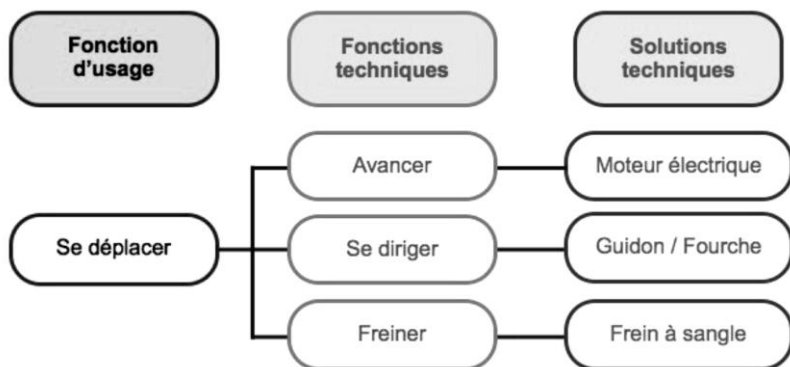 Fonction
d'usage
Fonctions
techniques
Solutions
techniques
Avancer
Moteur électrique
Se déplacer
Se diriger
Guidon / Fourche
Freiner
Frein à sangle